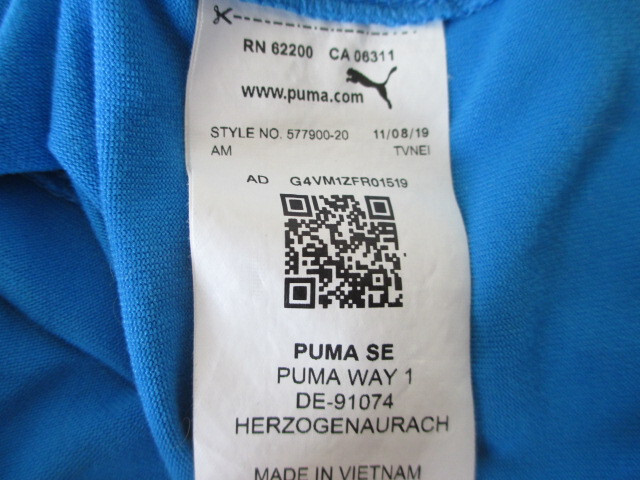 RN 62200 CA 06311
www.puma.com
STYLE NO. 577900-20 11/08/19
AM TVNEI
AD G4VM1ZFR01519
PUMA SE
PUMA WAY 1
DE-91074
HERZOGENAURACH
MADE IN VIETNAM